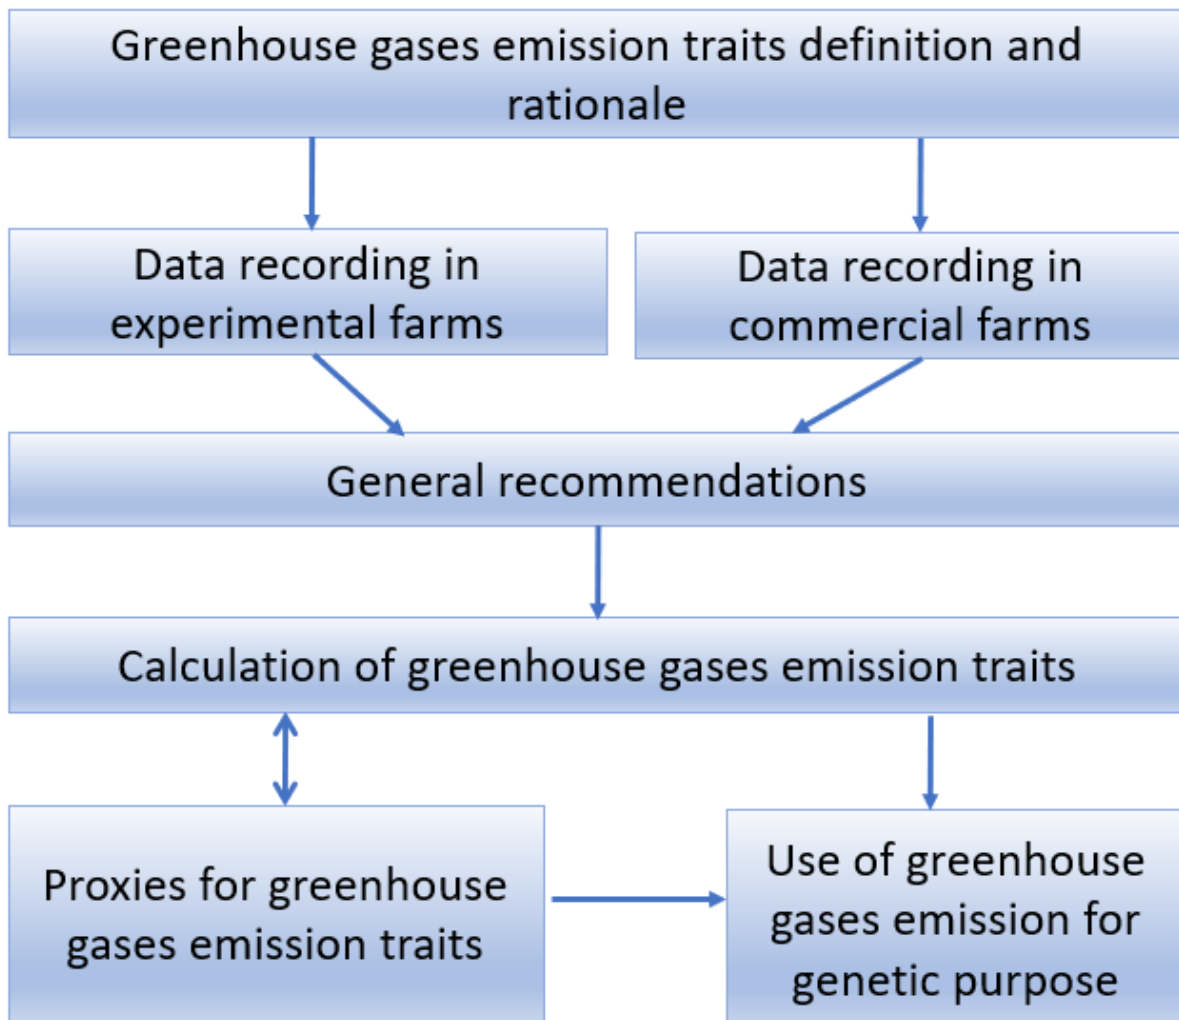 Greenhouse gases emission traits definition and
rationale
Data recording in
experimental farms
Data recording in
commercial farms
General recommendations
Calculation of greenhouse gases emission traits
Proxies for greenhouse
gases emission traits
Use of greenhouse
gases emission for
genetic purpose